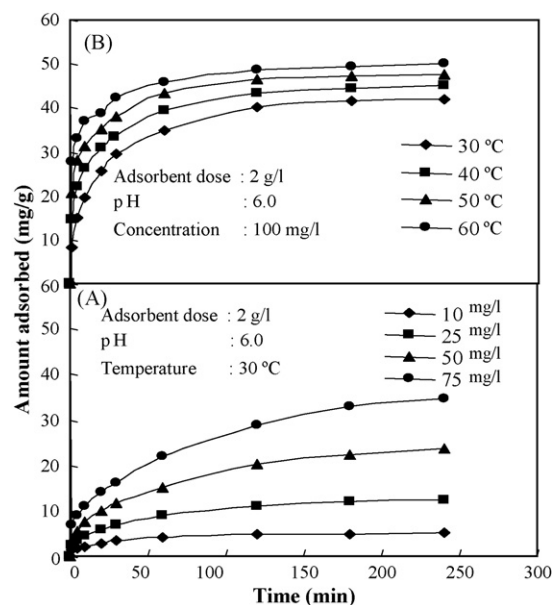 Amount adsorbed (mg/g)
60
(B)
50
40
30
20
10
Adsorbent dose : 2 g/l
pH : 6.0
Concentration : 100 mg/l
30 ºC
40 ºC
50 ºC
60 ºC
60
(A)
50
40
30
20
10
0
Adsorbent dose : 2 g/l
pH : 6.0
Temperature : 30 ºC
10 mg/l
25 mg/l
50 mg/l
75 mg/l
0 50 100 150 200 250 300
Time (min)